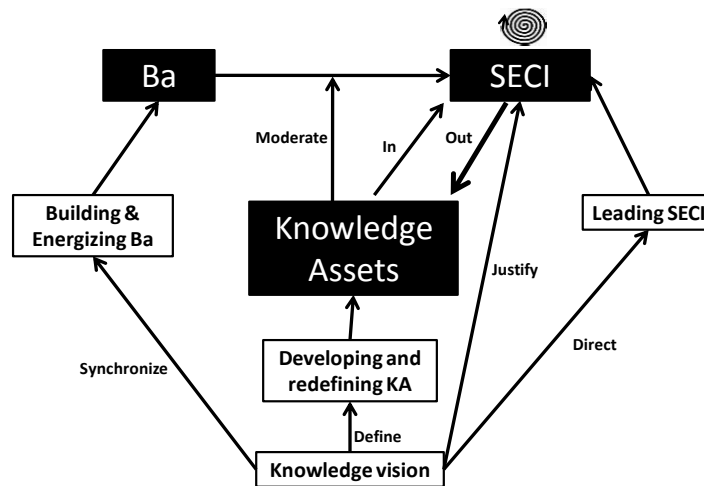 Ba
SECI
Moderate
In
Out
Building &
Energizing Ba
Knowledge
Assets
Leading SECI
Justify
Synchronize
Developing and
redefining KA
Direct
Define
Knowledge vision